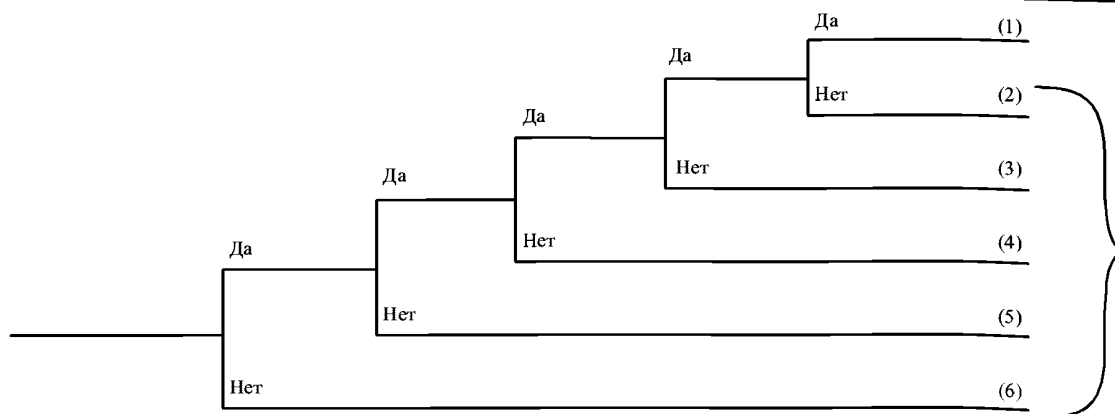 Да (1)
Да
Нет (2)
Да
Нет (3)
Да
Нет (4)
Да
Нет (5)
Нет (6)